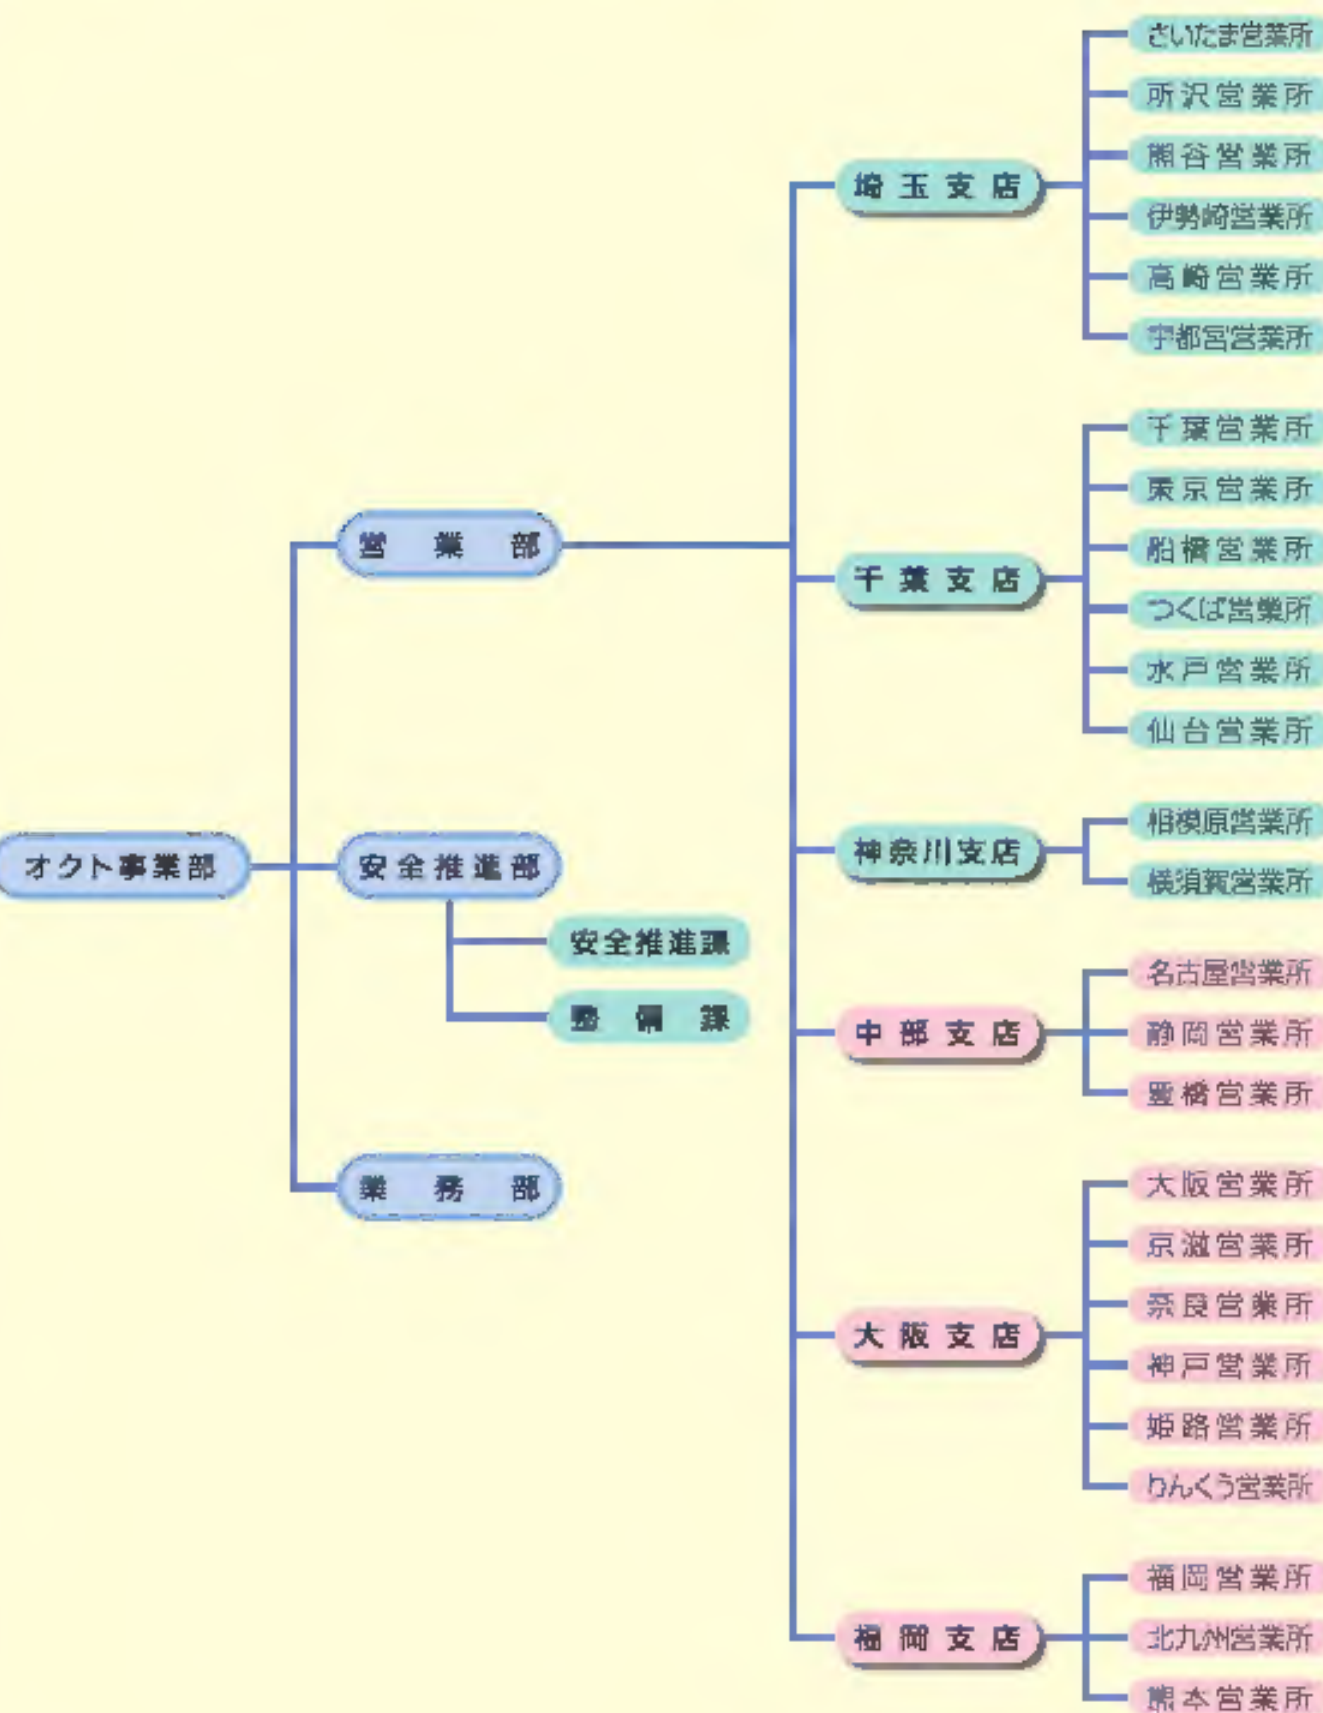 オクト事業部
営業部
安全推進部
安全推進課
整備課
業務部
埼玉支店
さいたま営業所
所沢営業所
熊谷営業所
伊勢崎営業所
高崎営業所
宇都宮営業所
千葉支店
千葉営業所
東京営業所
船橋営業所
つくば営業所
水戸営業所
仙台営業所
神奈川支店
相模原営業所
横須賀営業所
中部支店
名古屋営業所
静岡営業所
豊橋営業所
大阪支店
大阪営業所
京滋営業所
奈良営業所
神戸営業所
姫路営業所
りんくう営業所
福岡支店
福岡営業所
北九州営業所
熊本営業所